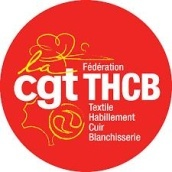 la Fédération
cgt THCB
Textile
Habillement
Cuir
Blanchisserie